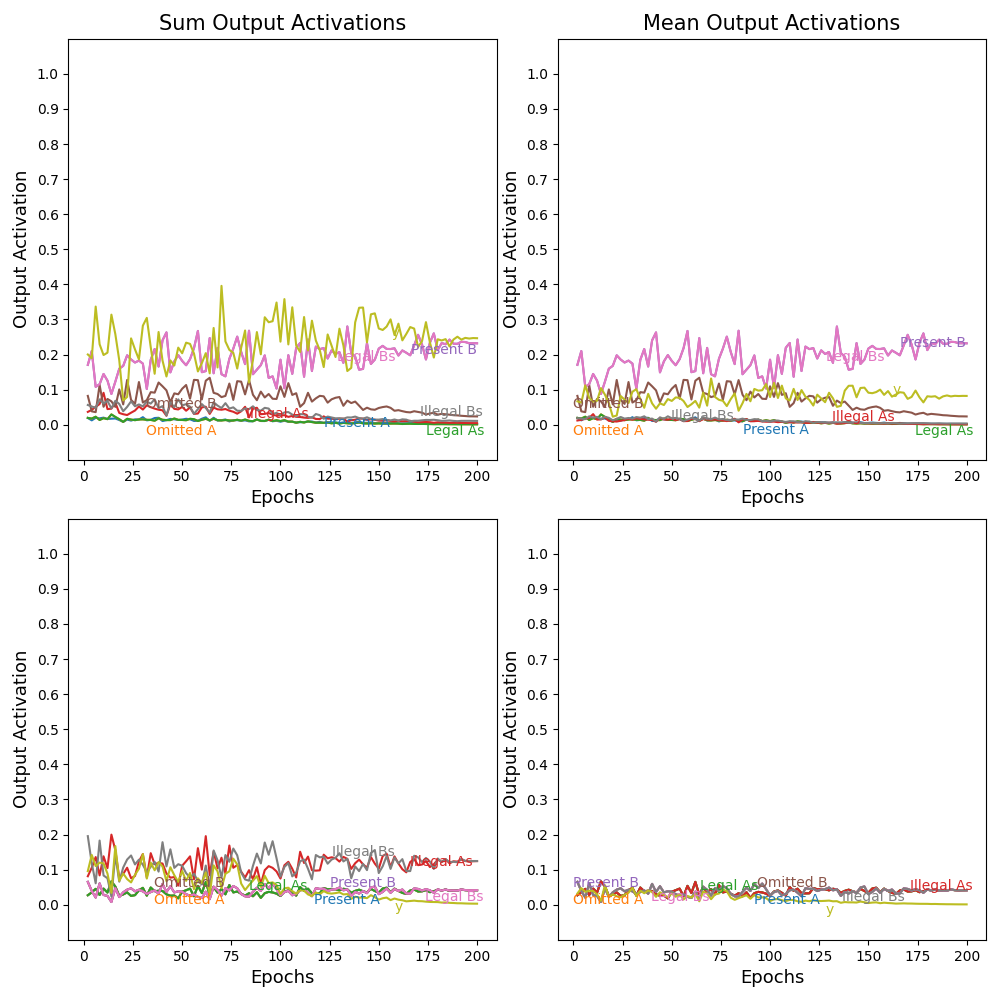 Sum Output Activations
Mean Output Activations
Output Activation
1.0
0.9
0.8
0.7
0.6
0.5
0.4
0.3
0.2
0.1
0.0
y
Legal Bs
Present B
Omitted B
Illegal As
Illegal Bs
Present A
Omitted A
Legal As
0
25
50
75
100
125
150
175
200
Epochs
Output Activation
1.0
0.9
0.8
0.7
0.6
0.5
0.4
0.3
0.2
0.1
0.0
Present B
Legal Bs
y
Omitted B
Illegal Bs
Illegal As
Omitted A
Present A
Legal As
0
25
50
75
100
125
150
175
200
Epochs
Output Activation
1.0
0.9
0.8
0.7
0.6
0.5
0.4
0.3
0.2
0.1
0.0
Illegal Bs
Illegal As
Omitted B
Legal As
Present B
Omitted A
Present A
Legal Bs
y
0
25
50
75
100
125
150
175
200
Epochs
Output Activation
1.0
0.9
0.8
0.7
0.6
0.5
0.4
0.3
0.2
0.1
0.0
Present B
Legal As
Omitted B
Illegal As
Omitted A
Legal Bs
Present A
Illegal Bs
y
0
25
50
75
100
125
150
175
200
Epochs